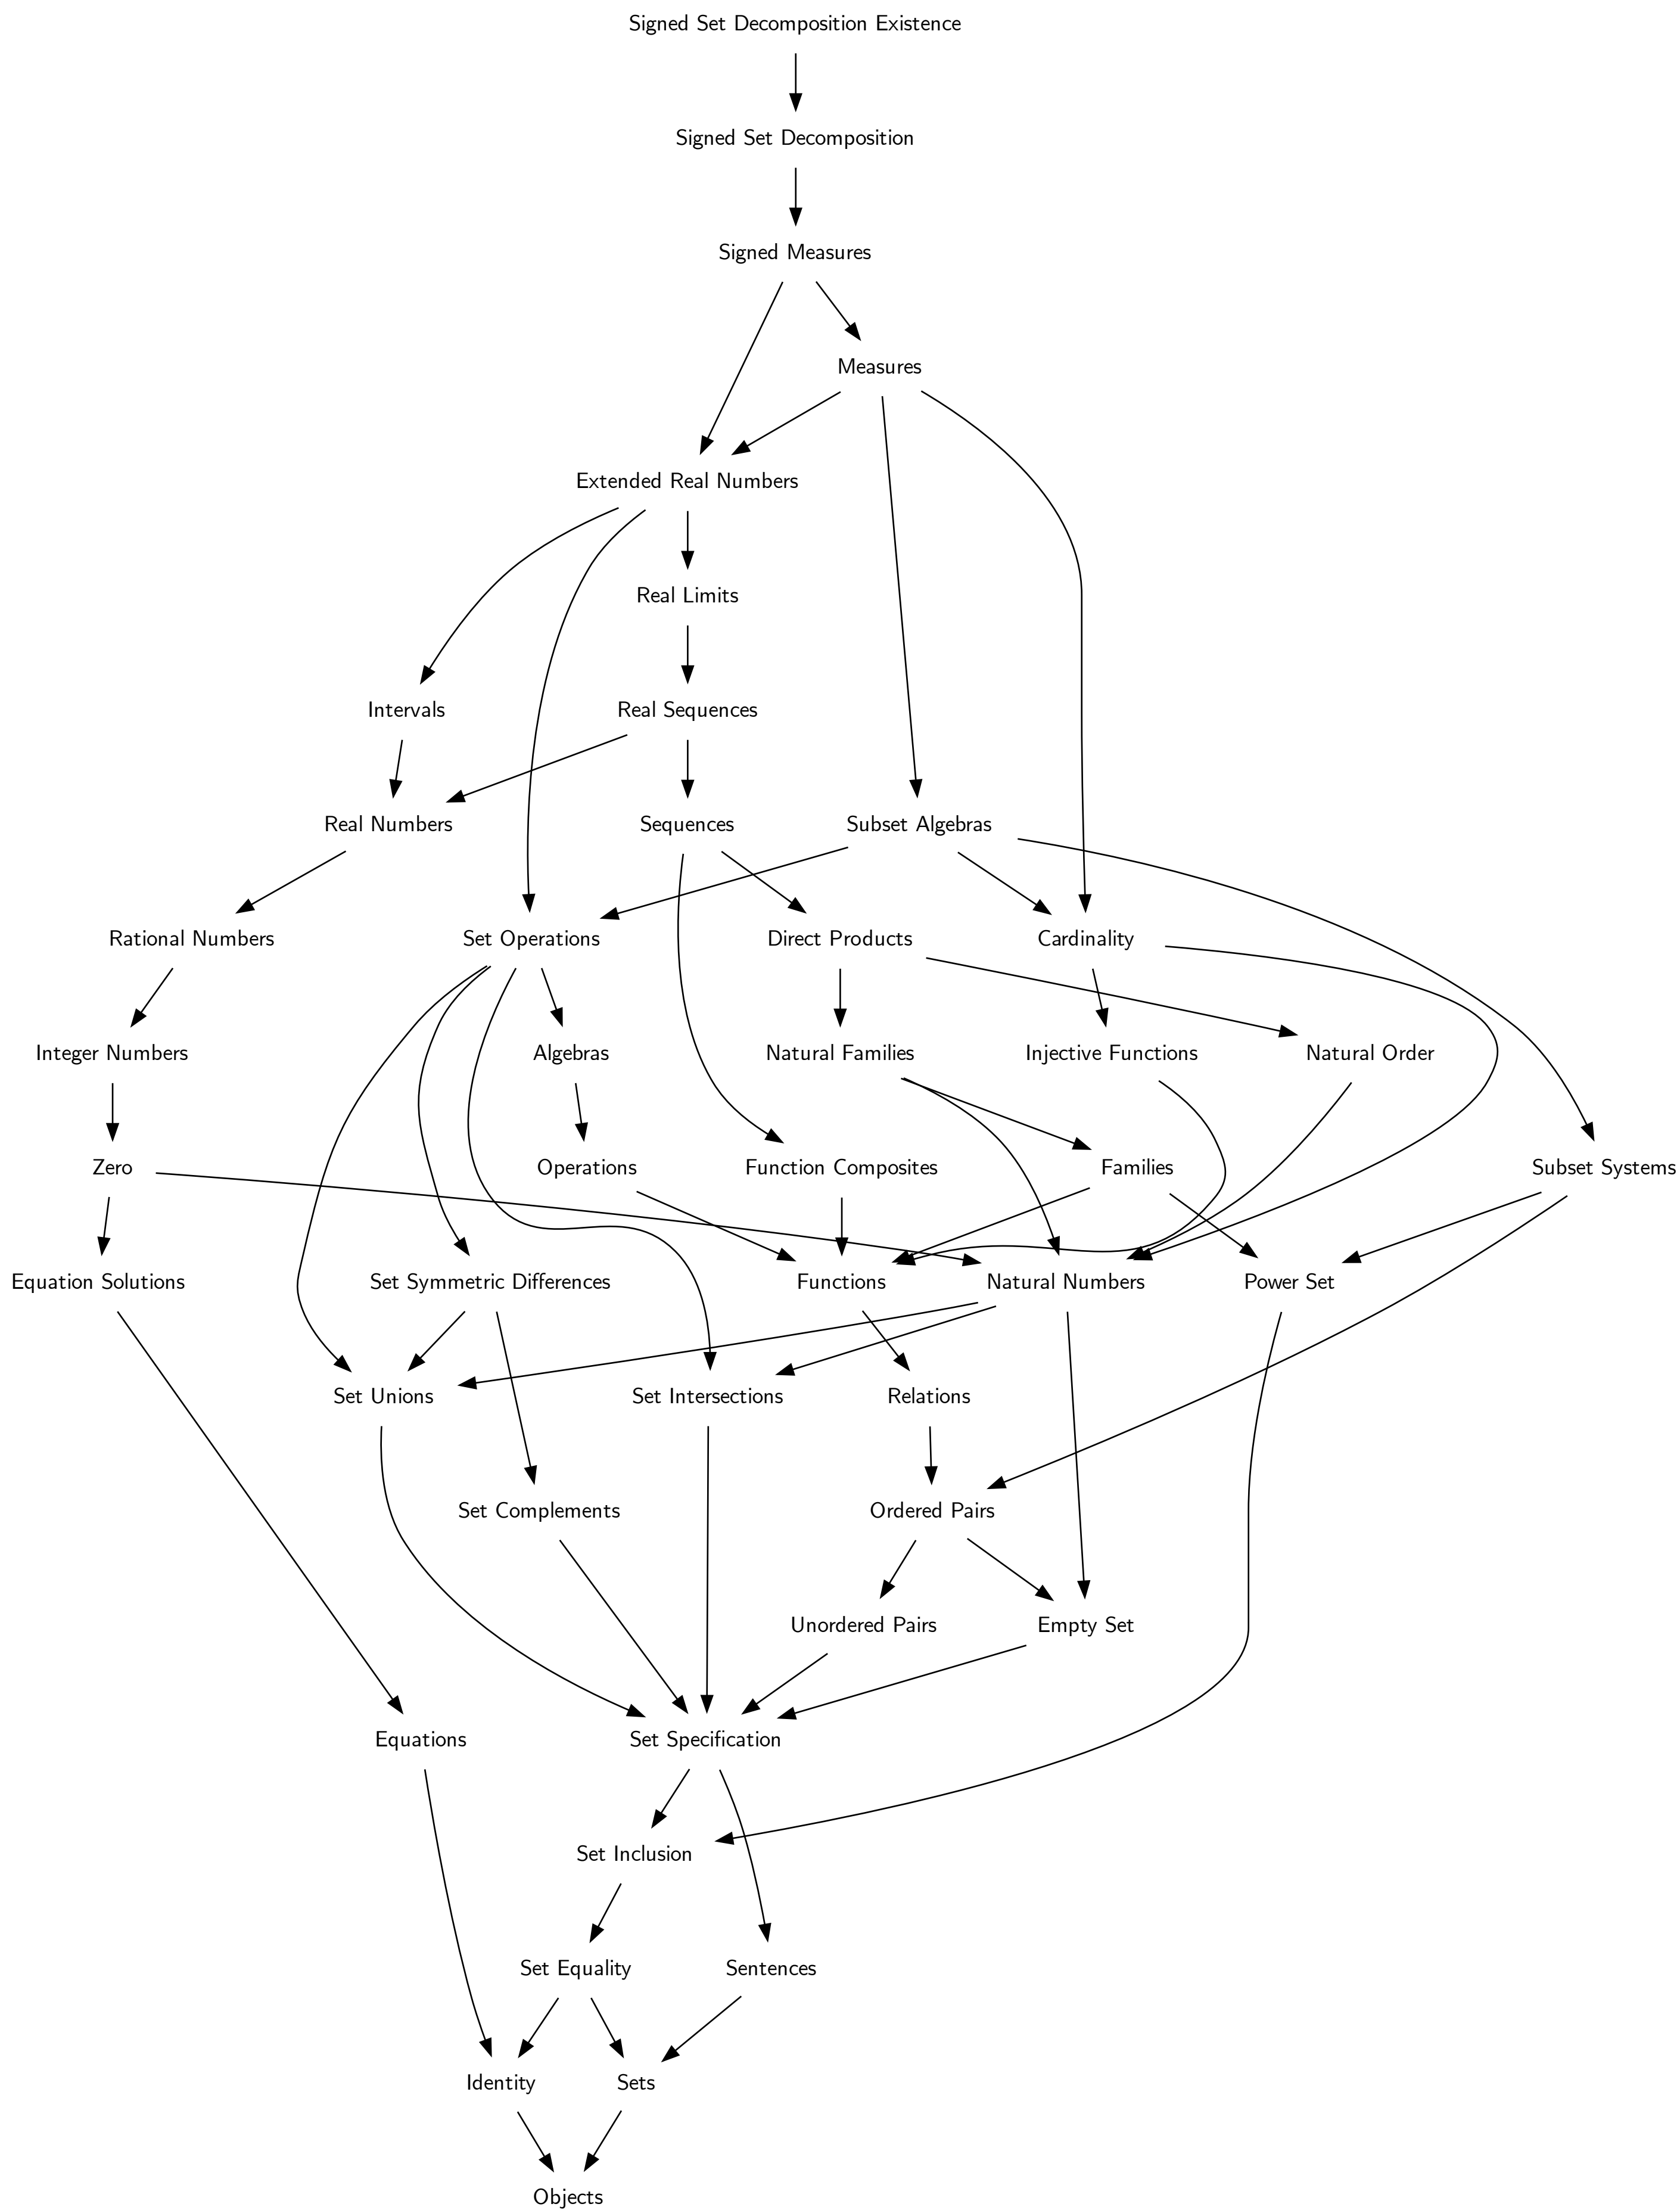 Signed Set Decomposition Existence
Signed Set Decomposition
Signed Measures
Measures
Extended Real Numbers
Real Limits
Intervals
Real Sequences
Real Numbers
Sequences
Subset Algebras
Rational Numbers
Set Operations
Direct Products
Cardinality
Integer Numbers
Algebras
Natural Families
Injective Functions
Natural Order
Zero
Operations
Function Composites
Families
Subset Systems
Equation Solutions
Set Symmetric Differences
Functions
Natural Numbers
Power Set
Set Unions
Set Intersections
Relations
Set Complements
Ordered Pairs
Unordered Pairs
Empty Set
Equations
Set Specification
Set Inclusion
Set Equality
Sentences
Identity
Sets
Objects